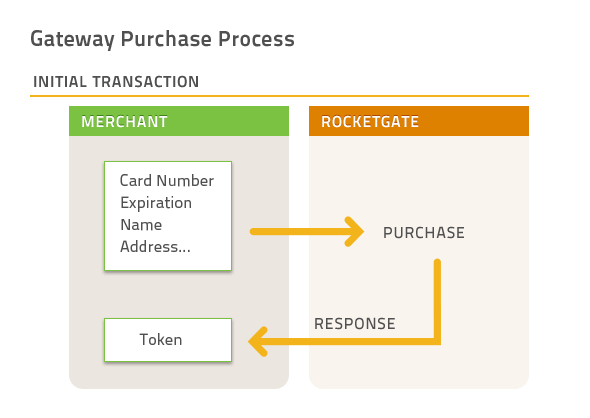 Gateway Purchase Process
INITIAL TRANSACTION
MERCHANT
ROCKETGATE
Card Number
Expiration
Name
Address...
PURCHASE
RESPONSE
Token